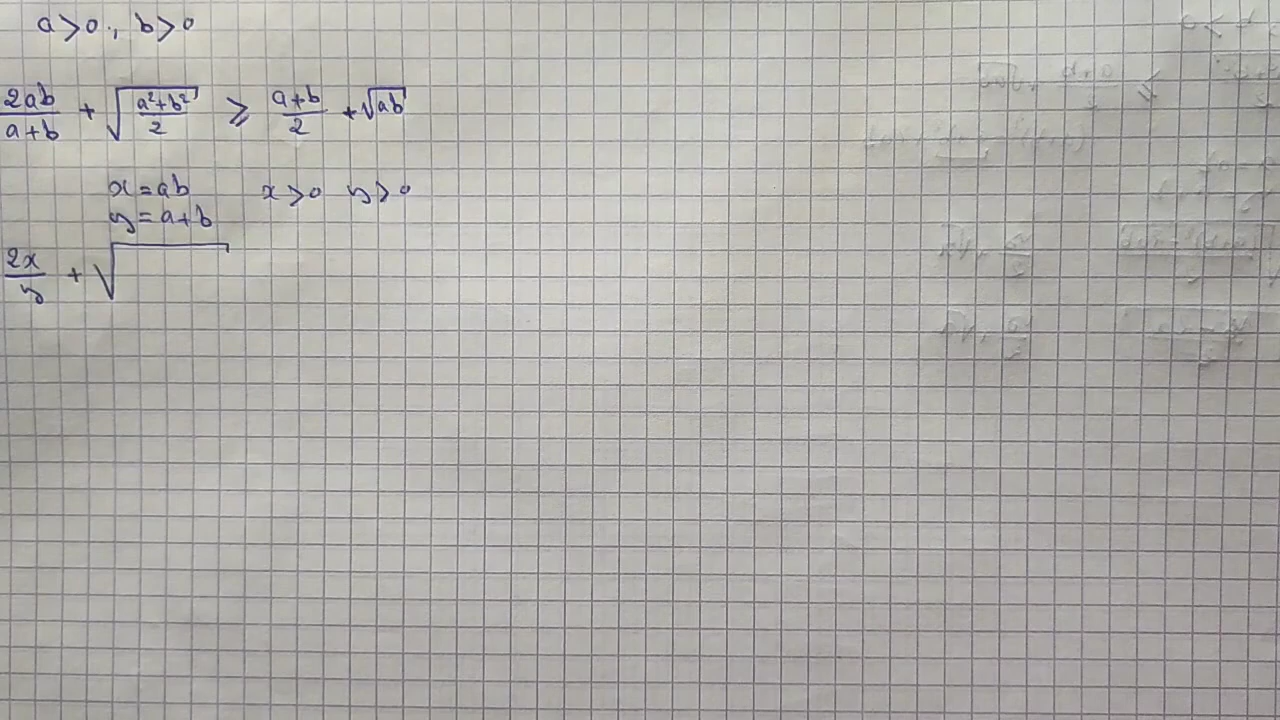 a>0, b>0
2ab/(a+b) + √((a²+b²)/2) ⩾ (a+b)/2 + √(ab)
x = ab x>0 y>0
y = a+b
2x/y + √